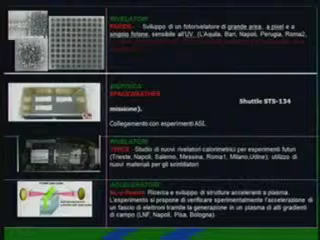 RIVELATORI
Sviluppo di un fotorivelatore di grande area, a pixel e a
singolo fotone, sensibile all'UV. (L'Aquila, Bari, Napoli, Perugia, Roma2,
SPACEWEATHER
Shuttle STS-134
missione).
Collegamento con esperimenti ASI.
RIVELATORI
Studio di nuovi rivelatori calorimetrici per esperimenti futuri
(Trieste, Napoli, Salerno, Messina, Roma1, Milano, Udine); utilizzo di
nuovi materiali per gli scintillatori
ACCELERATORI
Ricerca e sviluppo di strutture acceleranti a plasma.
L'esperimento si propone di verificare sperimentalmente l'accelerazione di
un fascio di elettroni tramite la generazione in un plasma di alti gradienti
di campo (LNF, Napoli, Pisa, Bologna).